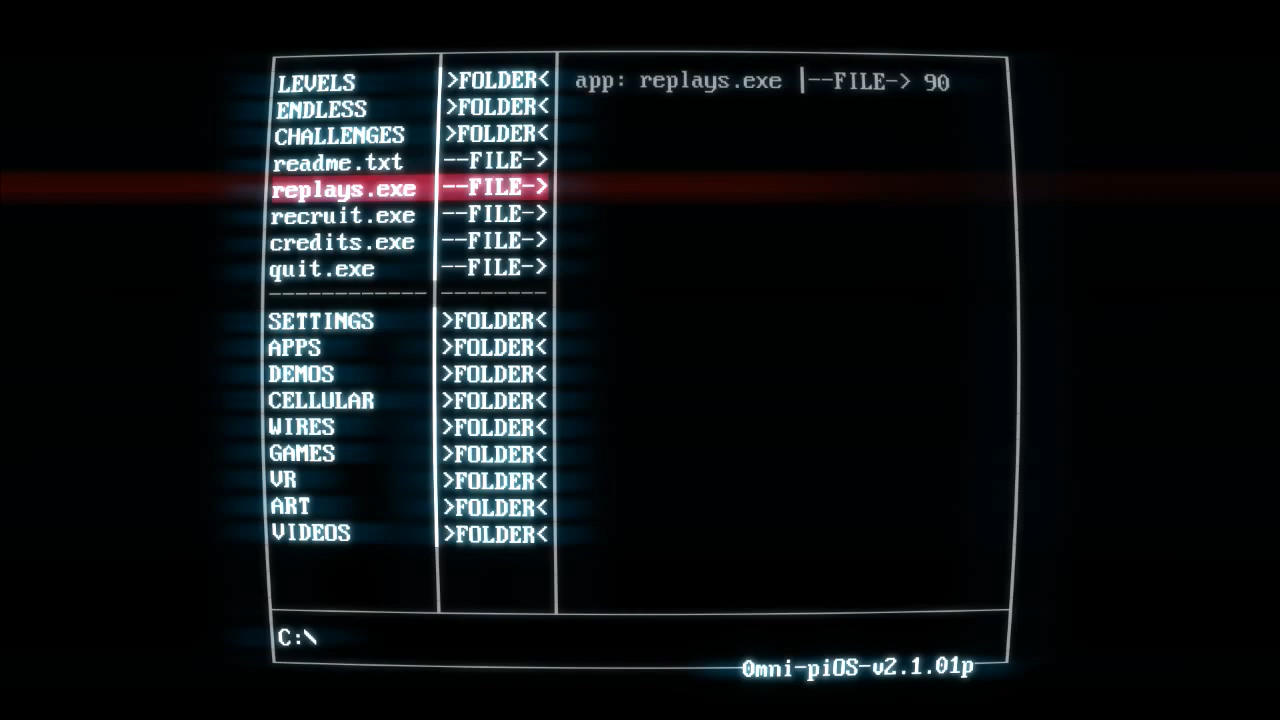 LEVELS >FOLDER< app: replays.exe |--FILE-> 90
ENDLESS >FOLDER<
CHALLENGES >FOLDER<
readme.txt --FILE->
replays.exe --FILE->
recruit.exe --FILE->
credits.exe --FILE->
quit.exe --FILE->
------------ --------
SETTINGS >FOLDER<
APPS >FOLDER<
DEMOS >FOLDER<
CELLULAR >FOLDER<
WIRES >FOLDER<
GAMES >FOLDER<
VR >FOLDER<
ART >FOLDER<
VIDEOS >FOLDER<
C:\
Omni-piOS-v2.1.01p